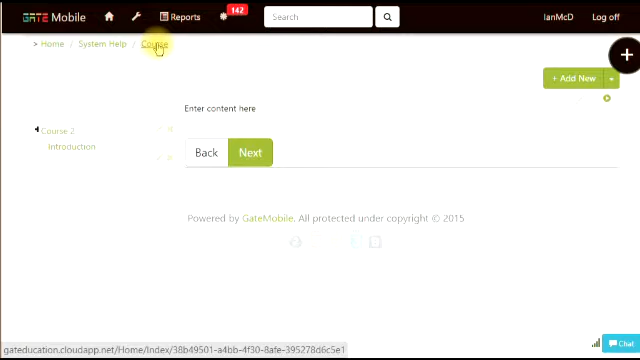 GATE Mobile Reports 142 Search IanMcD Log off
> Home / System Help / Course
+ Add New
Enter content here
Course 2
Introduction
Back Next
Powered by GateMobile. All protected under copyright © 2015
gateducation.cloudapp.net/Home/Index/38b49501-a4bb-4f30-8afe-395278d6c5e1
Chat